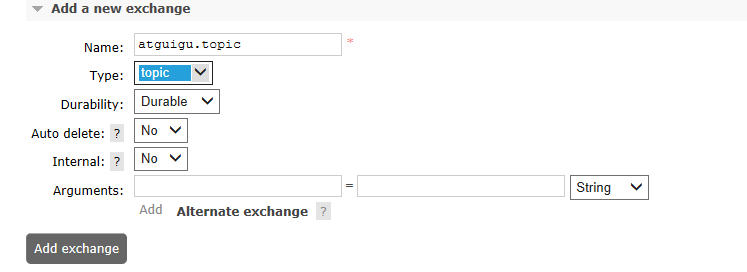 Add a new exchange
Name: atguigu.topic *
Type: topic
Durability: Durable
Auto delete: ? No
Internal: ? No
Arguments: = String
Add Alternate exchange ?
Add exchange